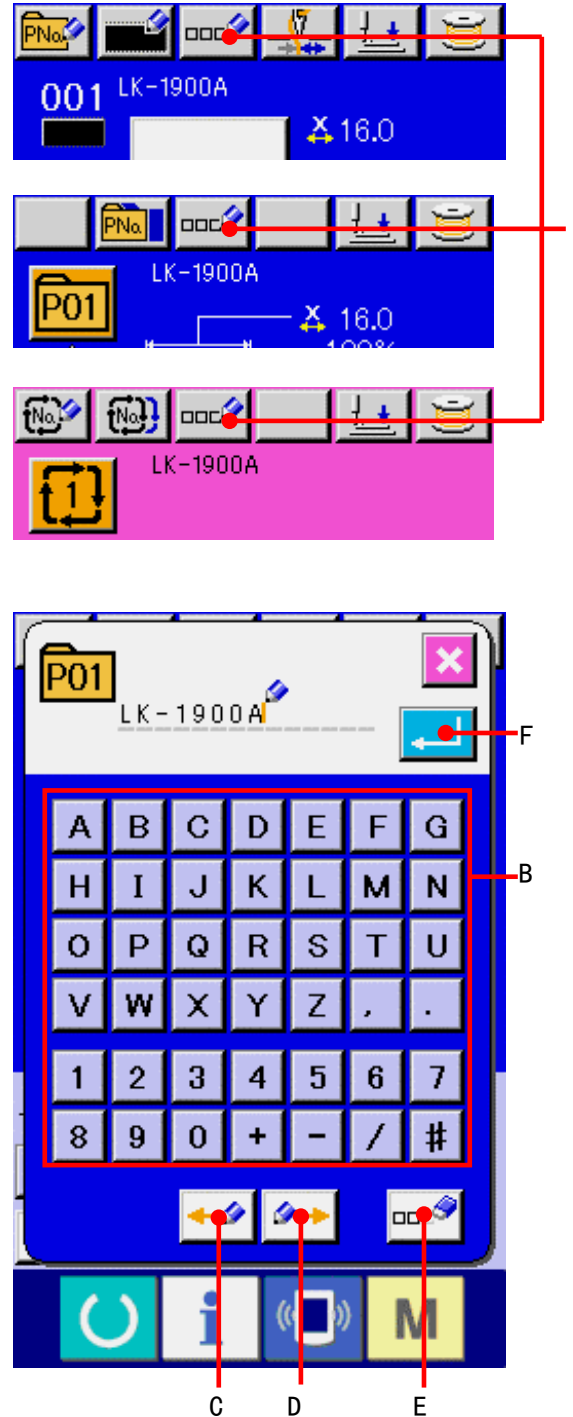 PNo.
001 LK-1900A
X 16.0
PNo.
LK-1900A
P01
X 16.0
100%
No. No.
LK-1900A
1
P01
LK-1900A
F
A B C D E F G
B
H I J K L M N
O P Q R S T U
V W X Y Z , .
1 2 3 4 5 6 7
8 9 0 + - / #
i M
C D E